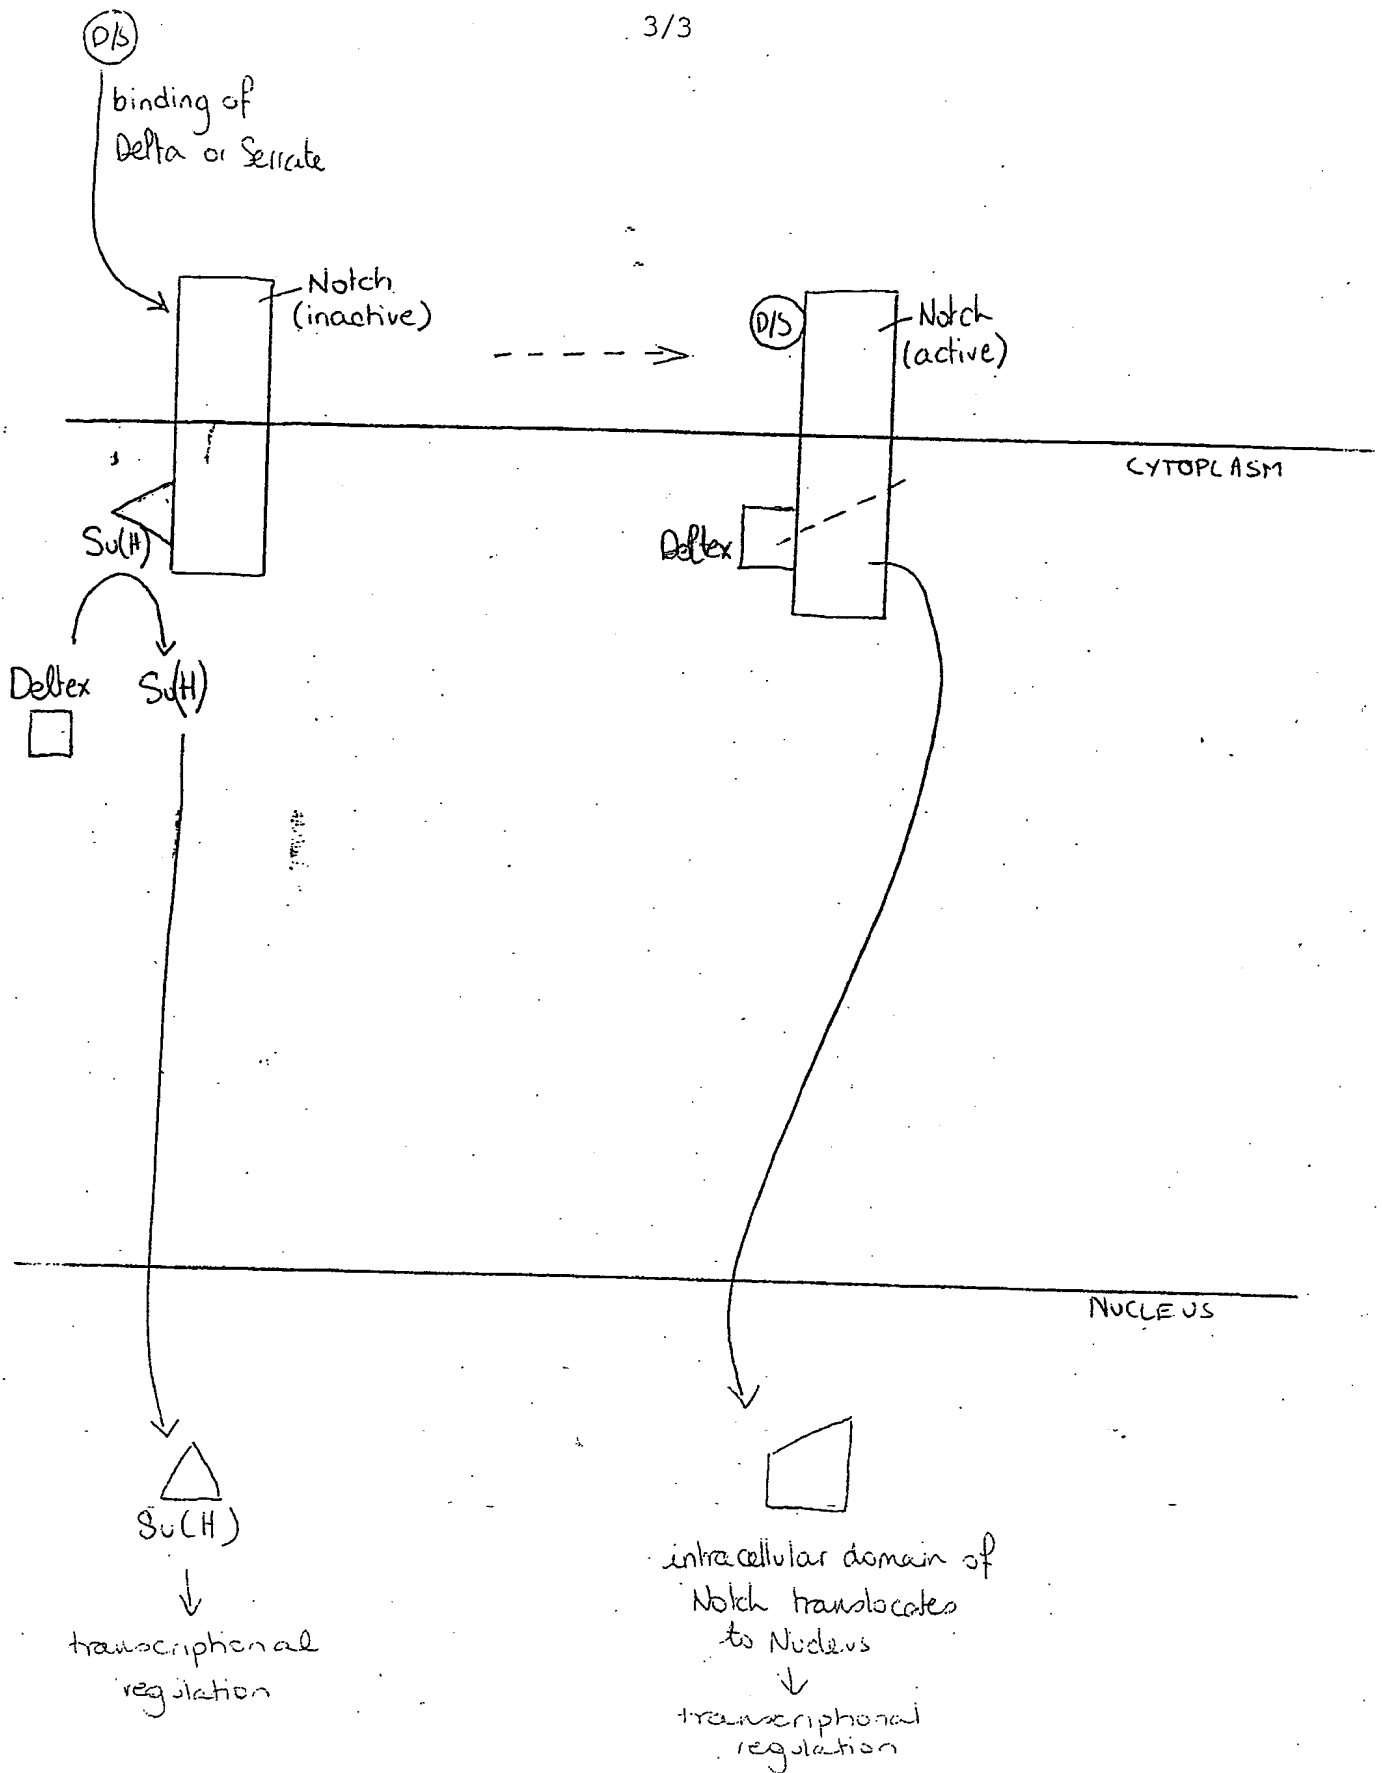 3/3
D/S
binding of
Delta or Serrate
Notch
(inactive)
D/S
Notch
(active)
CYTOPLASM
Su(H)
Deltex
Deltex
Su(H)
NUCLEUS
Su(H)
transcriptional
regulation
intracellular domain of
Notch translocates
to Nucleus
transcriptional
regulation